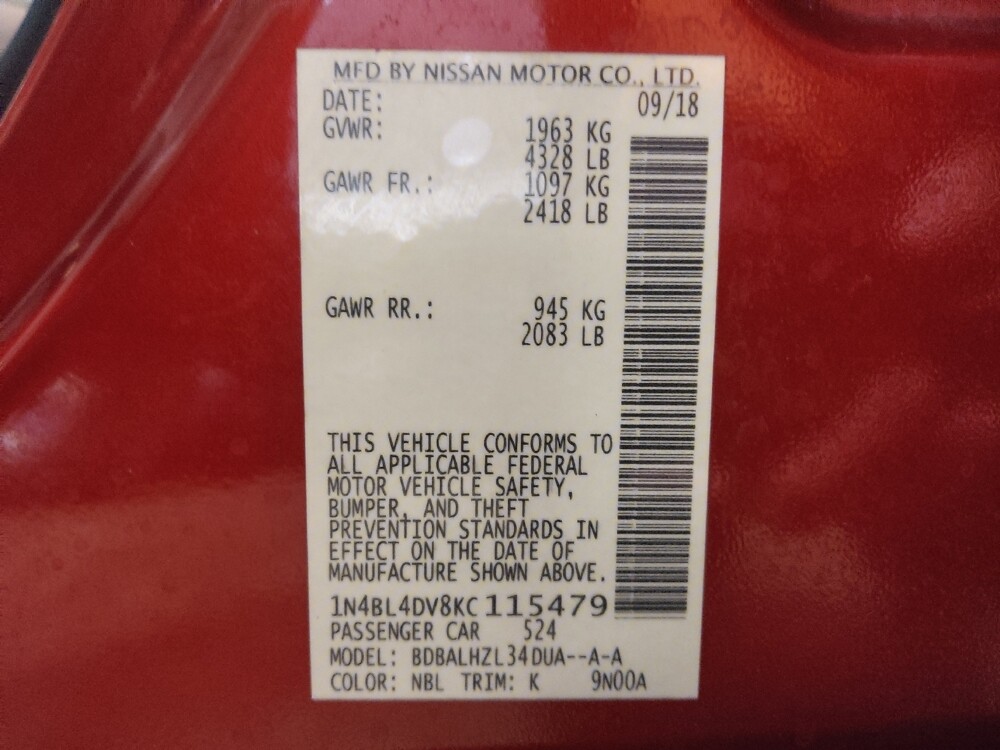 MFD BY NISSAN MOTOR CO., LTD.
DATE: 09/18
GVWR: 1963 KG
4328 LB
GAWR FR.: 1097 KG
2418 LB
GAWR RR.: 945 KG
2083 LB
THIS VEHICLE CONFORMS TO
ALL APPLICABLE FEDERAL
MOTOR VEHICLE SAFETY,
BUMPER, AND THEFT
PREVENTION STANDARDS IN
EFFECT ON THE DATE OF
MANUFACTURE SHOWN ABOVE.
1N4BL4DV8KC115479
PASSENGER CAR 524
MODEL: BDBALHZL34DUA--A-A
COLOR: NBL TRIM: K 9N00A